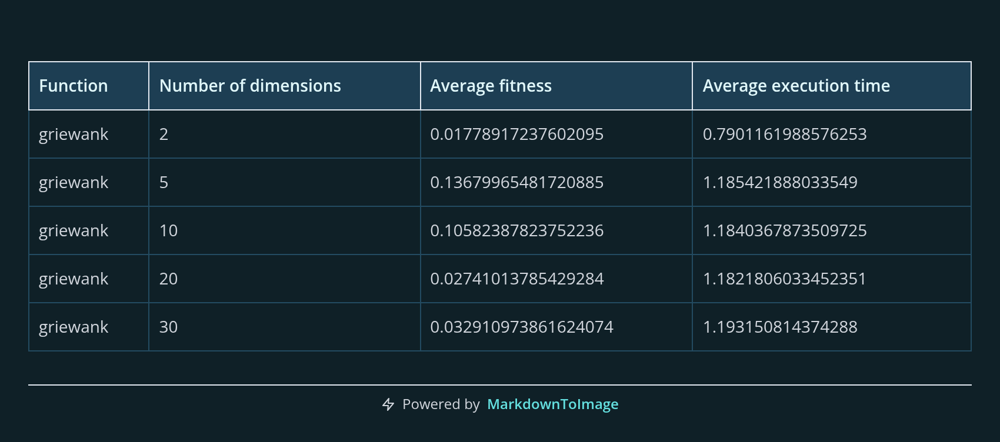 Function Number of dimensions Average fitness Average execution time
griewank 2 0.01778917237602095 0.7901161988576253
griewank 5 0.13679965481720885 1.185421888033549
griewank 10 0.10582387823752236 1.1840367873509725
griewank 20 0.02741013785429284 1.1821806033452351
griewank 30 0.032910973861624074 1.193150814374288
Powered by MarkdownToImage